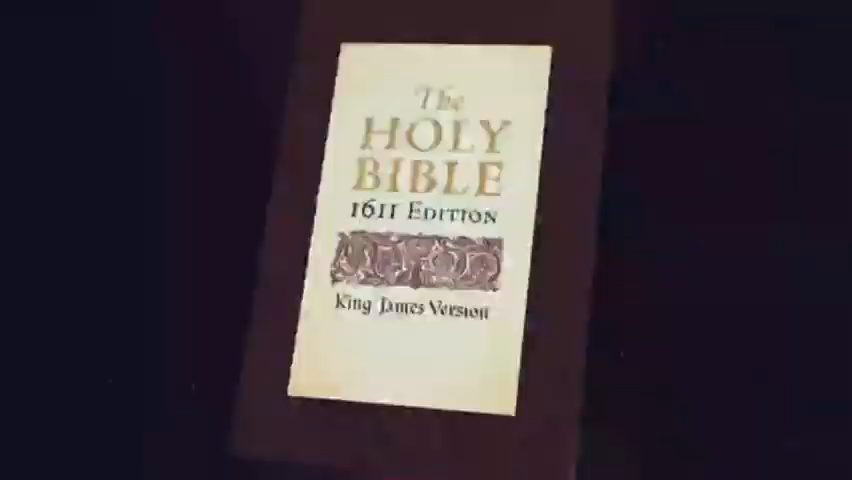 The
HOLY
BIBLE
1611 EDITION
King James Version